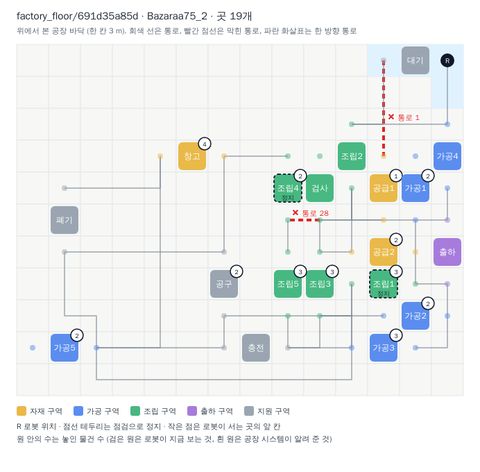 factory_floor/691d35a85d · Bazaraa75_2 · 곳 19개
위에서 본 공장 바닥 (한 칸 3 m). 회색 선은 통로, 빨간 점선은 막힌 통로, 파란 화살표는 한 방향 통로
대기
R
✕ 통로 1
4
창고
조립2
가공4
2
조립4
정지
검사
1
공급1
2
가공1
폐기
✕ 통로 28
2
공급2
출하
2
공구
3
조립5
3
조립3
3
조립1
정지
2
가공2
2
가공5
충전
3
가공3
자재 구역
가공 구역
조립 구역
출하 구역
지원 구역
R 로봇 위치 · 점선 테두리는 점검으로 정지 · 작은 점은 로봇이 서는 곳의 앞 칸
원 안의 수는 놓인 물건 수 (검은 원은 로봇이 지금 보는 것, 흰 원은 공장 시스템이 알려 준 것)